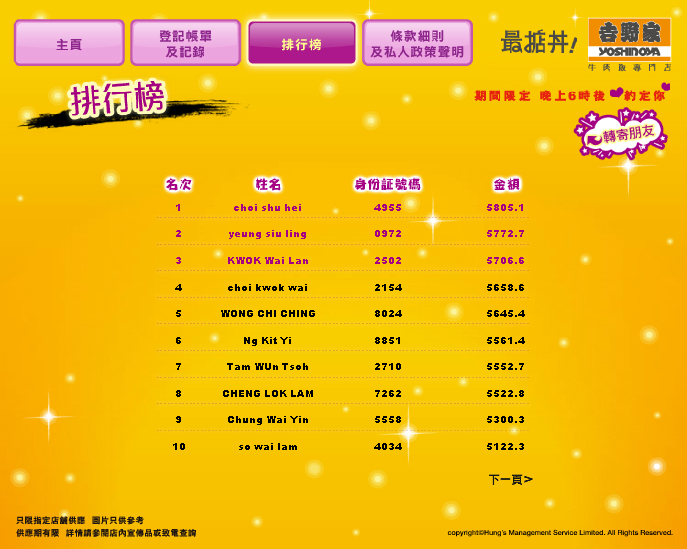 主頁
登記帳單
及記錄
排行榜
條款細則
及私人政策聲明
最掂丼!
吉野家
YOSHINOYA
牛肉飯專門店
排行榜
期間限定 晚上6時後 約定你
轉寄朋友
名次 姓名 身份証號碼 金額
1 choi shu hei 4955 5805.1
2 yeung siu ling 0972 5772.7
3 KWOK Wai Lan 2502 5706.6
4 choi kwok wai 2154 5658.6
5 WONG CHI CHING 8024 5645.4
6 Ng Kit Yi 8851 5561.4
7 Tam WUn Tsoh 2710 5552.7
8 CHENG LOK LAM 7262 5522.8
9 Chung Wai Yin 5558 5300.3
10 so wai lam 4034 5122.3
下一頁>
只限指定店舖供應 圖片只供參考
供應期有限 詳情請參閱店內宣傳品或致電查詢
copyright©Hung's Management Service Limited. All Rights Reserved.